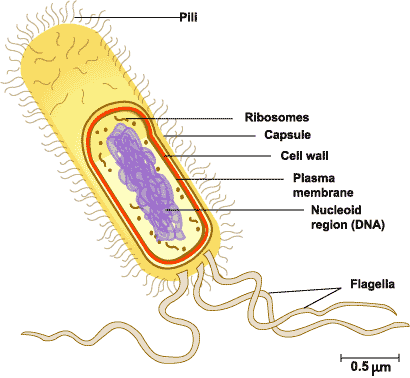 Pili
Ribosomes
Capsule
Cell wall
Plasma
membrane
Nucleoid
region (DNA)
Flagella
0.5 µm